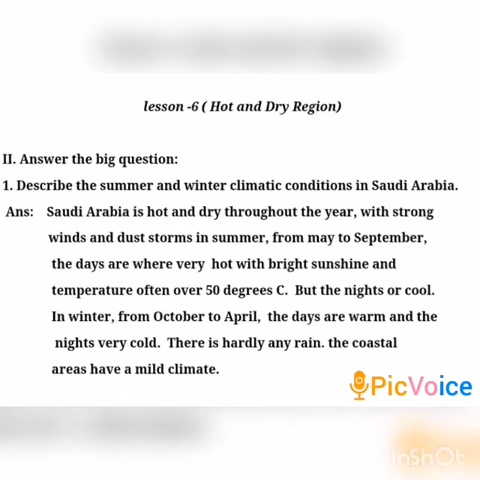 lesson -6 ( Hot and Dry Region)
II. Answer the big question:
1. Describe the summer and winter climatic conditions in Saudi Arabia.
Ans: Saudi Arabia is hot and dry throughout the year, with strong
winds and dust storms in summer, from may to September,
the days are where very hot with bright sunshine and
temperature often over 50 degrees C. But the nights or cool.
In winter, from October to April, the days are warm and the
nights very cold. There is hardly any rain. the coastal
areas have a mild climate.
PicVoice
InShOt